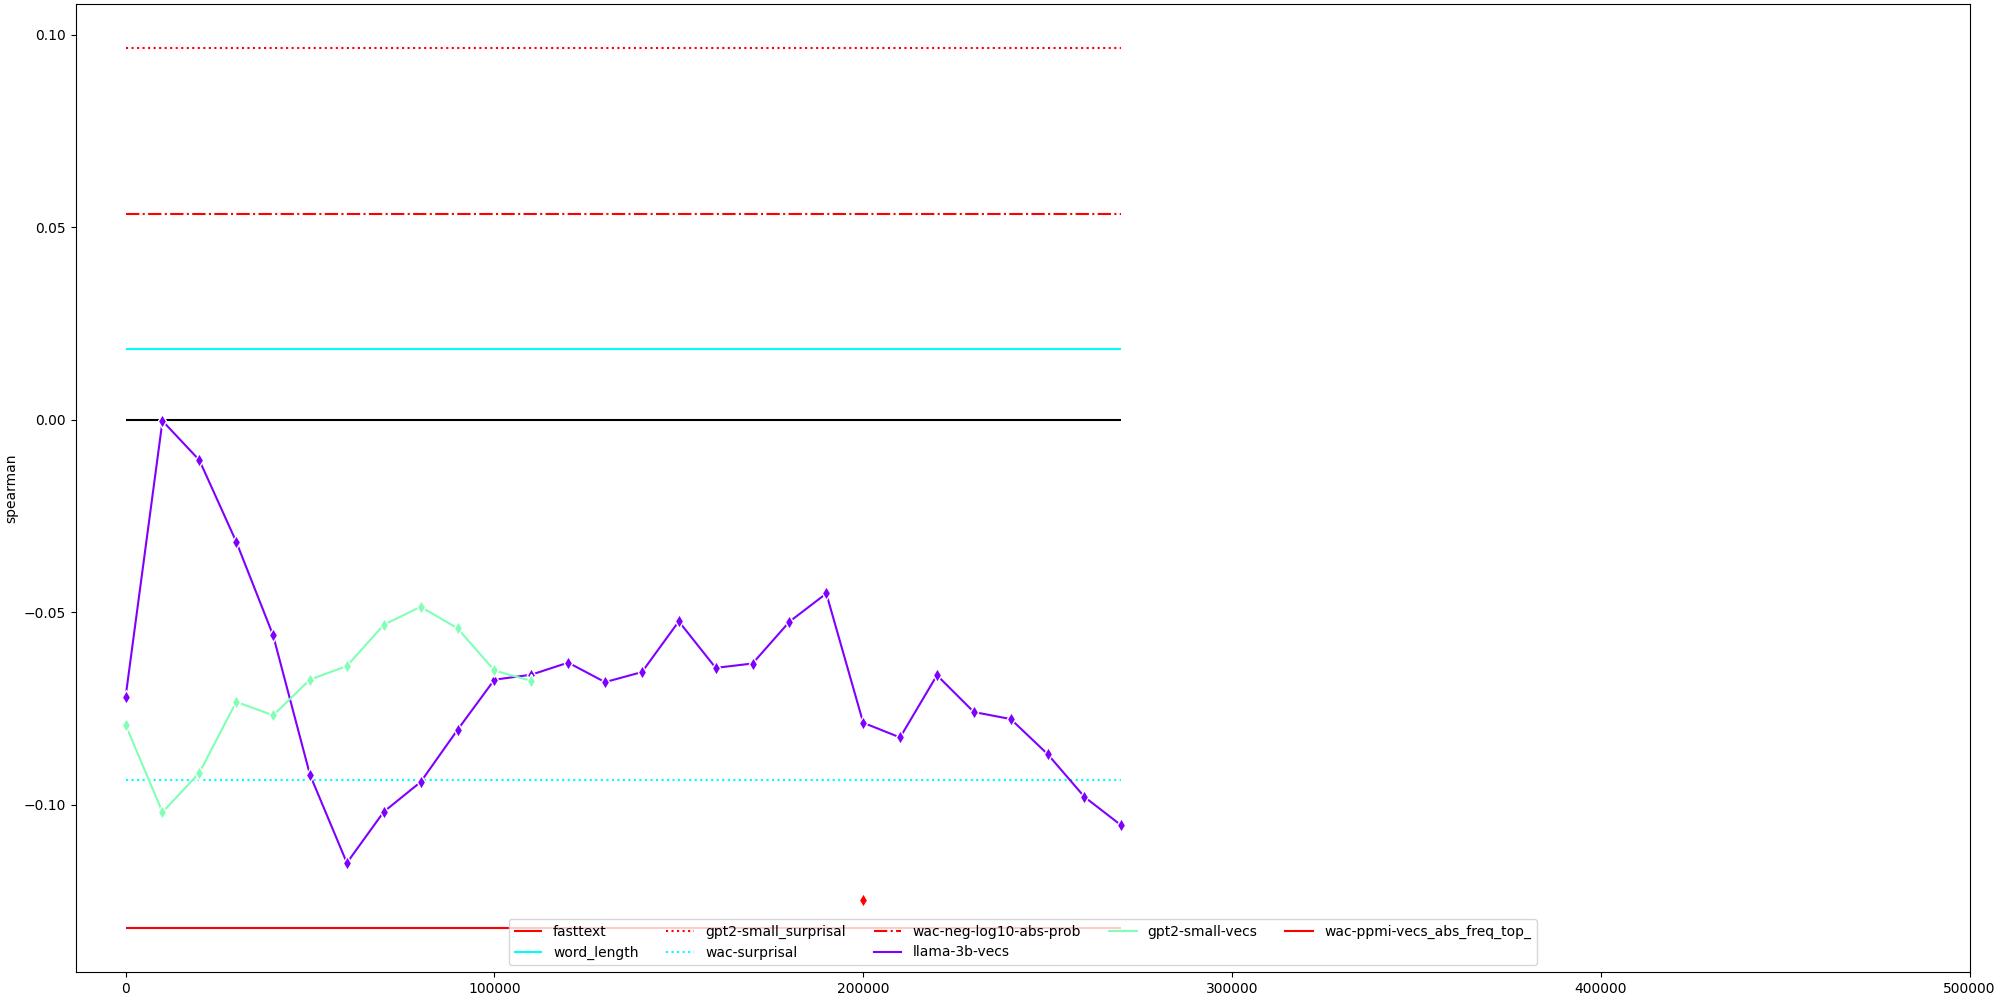 0.10
0.05
0.00
−0.05
−0.10
spearman
fasttext
word_length
gpt2-small_surprisal
wac-surprisal
wac-neg-log10-abs-prob
llama-3b-vecs
gpt2-small-vecs
wac-ppmi-vecs_abs_freq_top_
0 100000 200000 300000 400000 500000